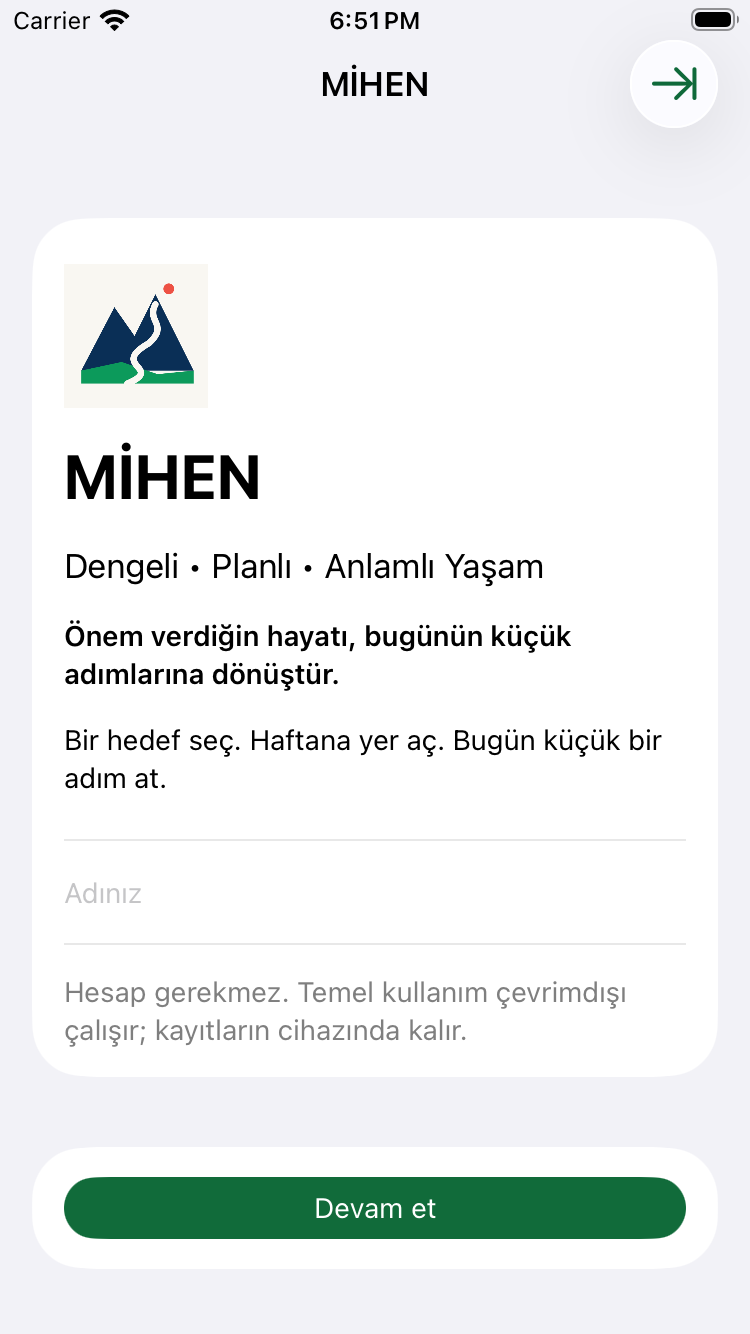 Carrier
6:51 PM
MİHEN
MİHEN
Dengeli • Planlı • Anlamlı Yaşam
Önem verdiğin hayatı, bugünün küçük
adımlarına dönüştür.
Bir hedef seç. Haftana yer aç. Bugün küçük bir
adım at.
Adınız
Hesap gerekmez. Temel kullanım çevrimdışı
çalışır; kayıtların cihazında kalır.
Devam et